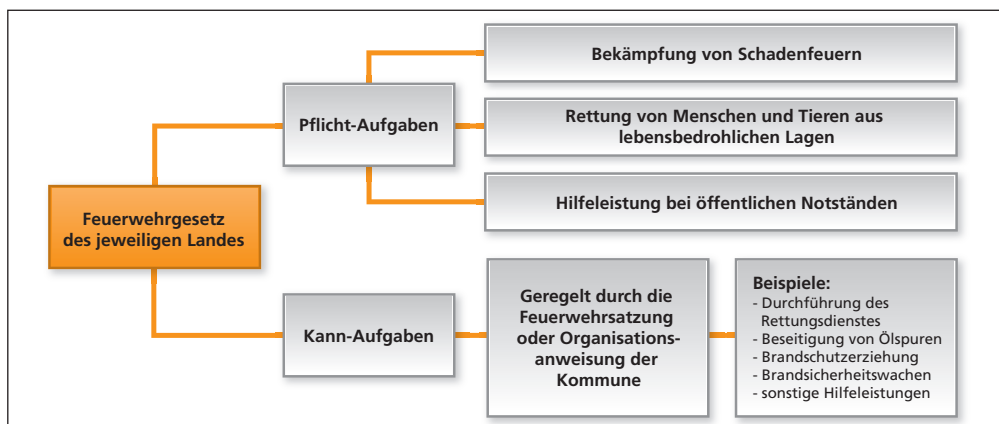 Feuerwehrgesetz
des jeweiligen Landes
Pflicht-Aufgaben
Bekämpfung von Schadenfeuern
Rettung von Menschen und Tieren aus
lebensbedrohlichen Lagen
Hilfeleistung bei öffentlichen Notständen
Kann-Aufgaben
Geregelt durch die
Feuerwehrsatzung
oder Organisations-
anweisung der
Kommune
Beispiele:
- Durchführung des
Rettungsdienstes
- Beseitigung von Ölspuren
- Brandschutzerziehung
- Brandsicherheitswachen
- sonstige Hilfeleistungen